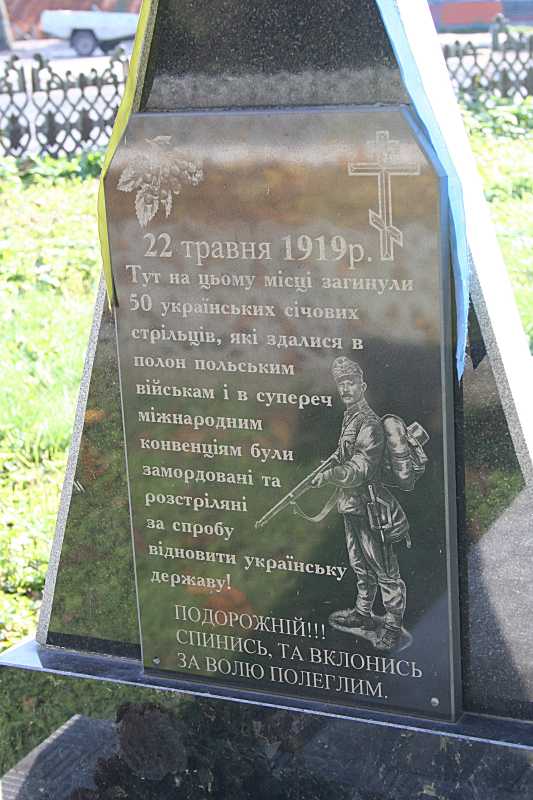 22 травня 1919р.
Тут на цьому місці загинули
50 українських січових
стрільців, які здалися в
полон польським
військам і в супереч
міжнародним
конвенціям були
замордовані та
розстріляні
за спробу
відновити українську
державу!
ПОДОРОЖНІЙ!!!
СПИНИСЬ, ТА ВКЛОНИСЬ
ЗА ВОЛЮ ПОЛЕГЛИМ.